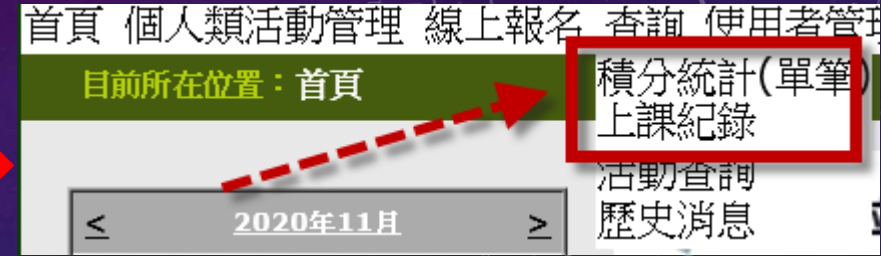 首頁 個人類活動管理 線上報名 查詢 使用者管理
目前所在位置：首頁
積分統計(單筆)
上課紀錄
活動查詢
歷史消息
< 2020年11月 >